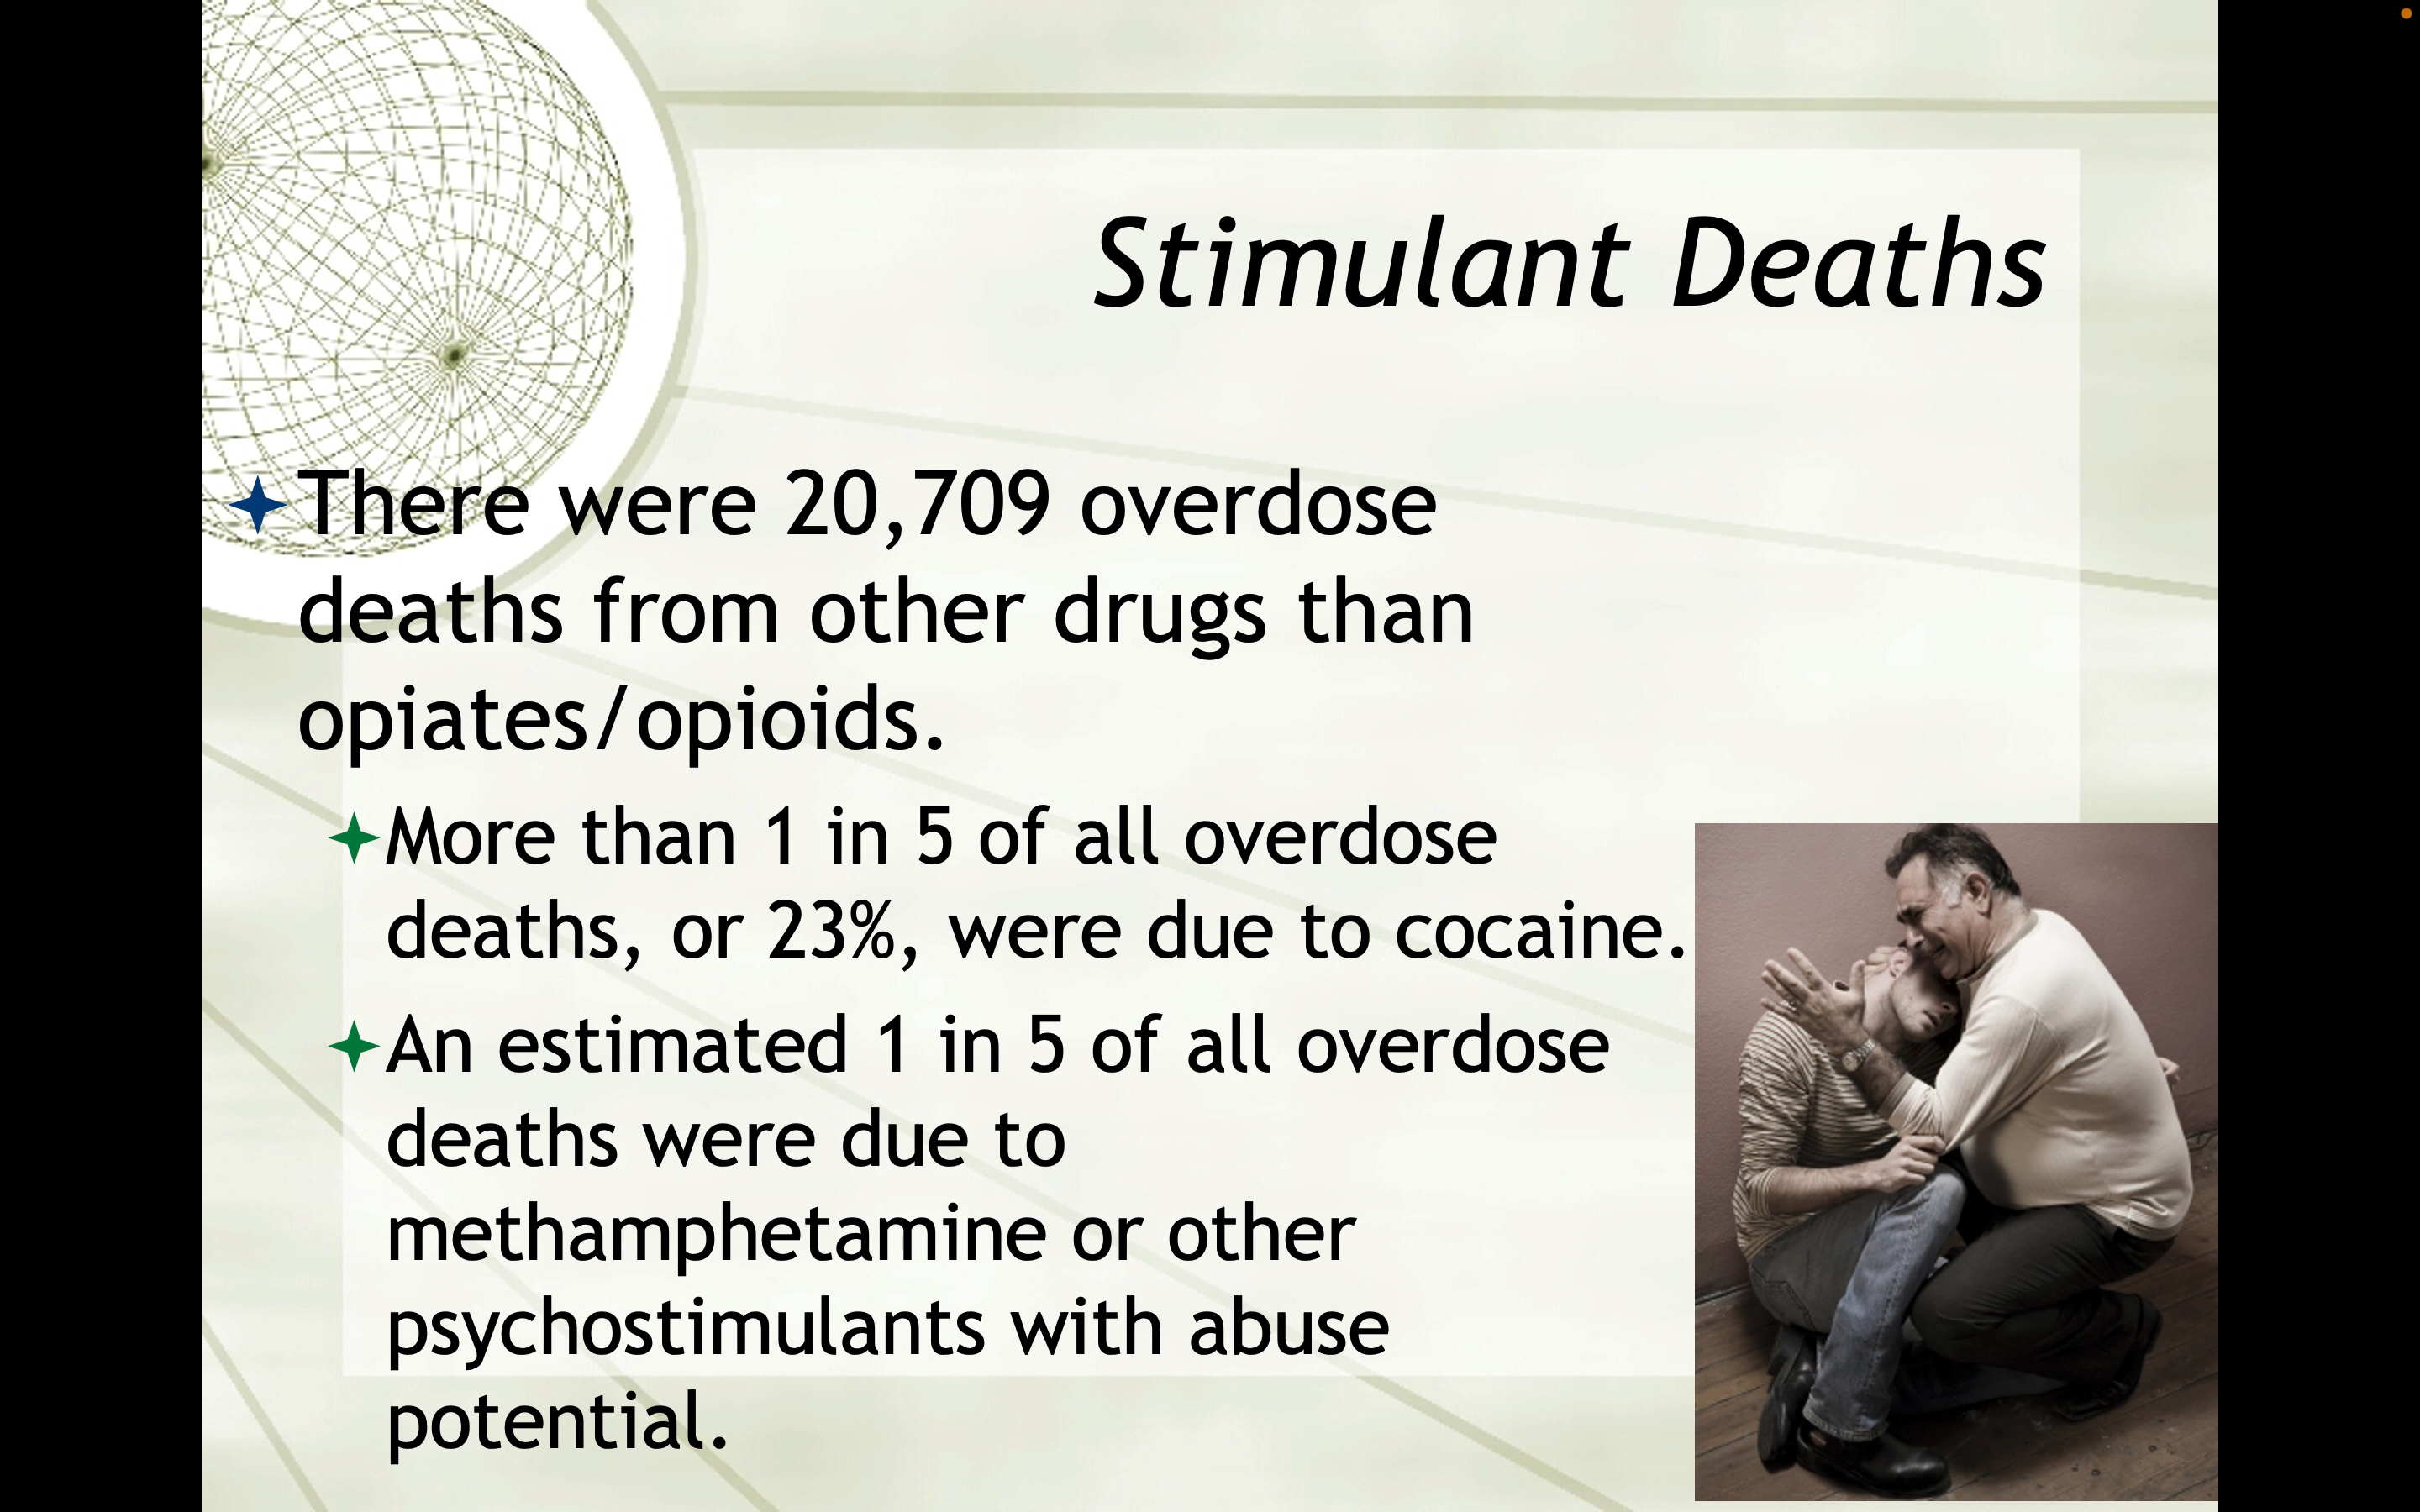 Stimulant Deaths
There were 20,709 overdose
deaths from other drugs than
opiates/opioids.
More than 1 in 5 of all overdose
deaths, or 23%, were due to cocaine.
An estimated 1 in 5 of all overdose
deaths were due to
methamphetamine or other
psychostimulants with abuse
potential.